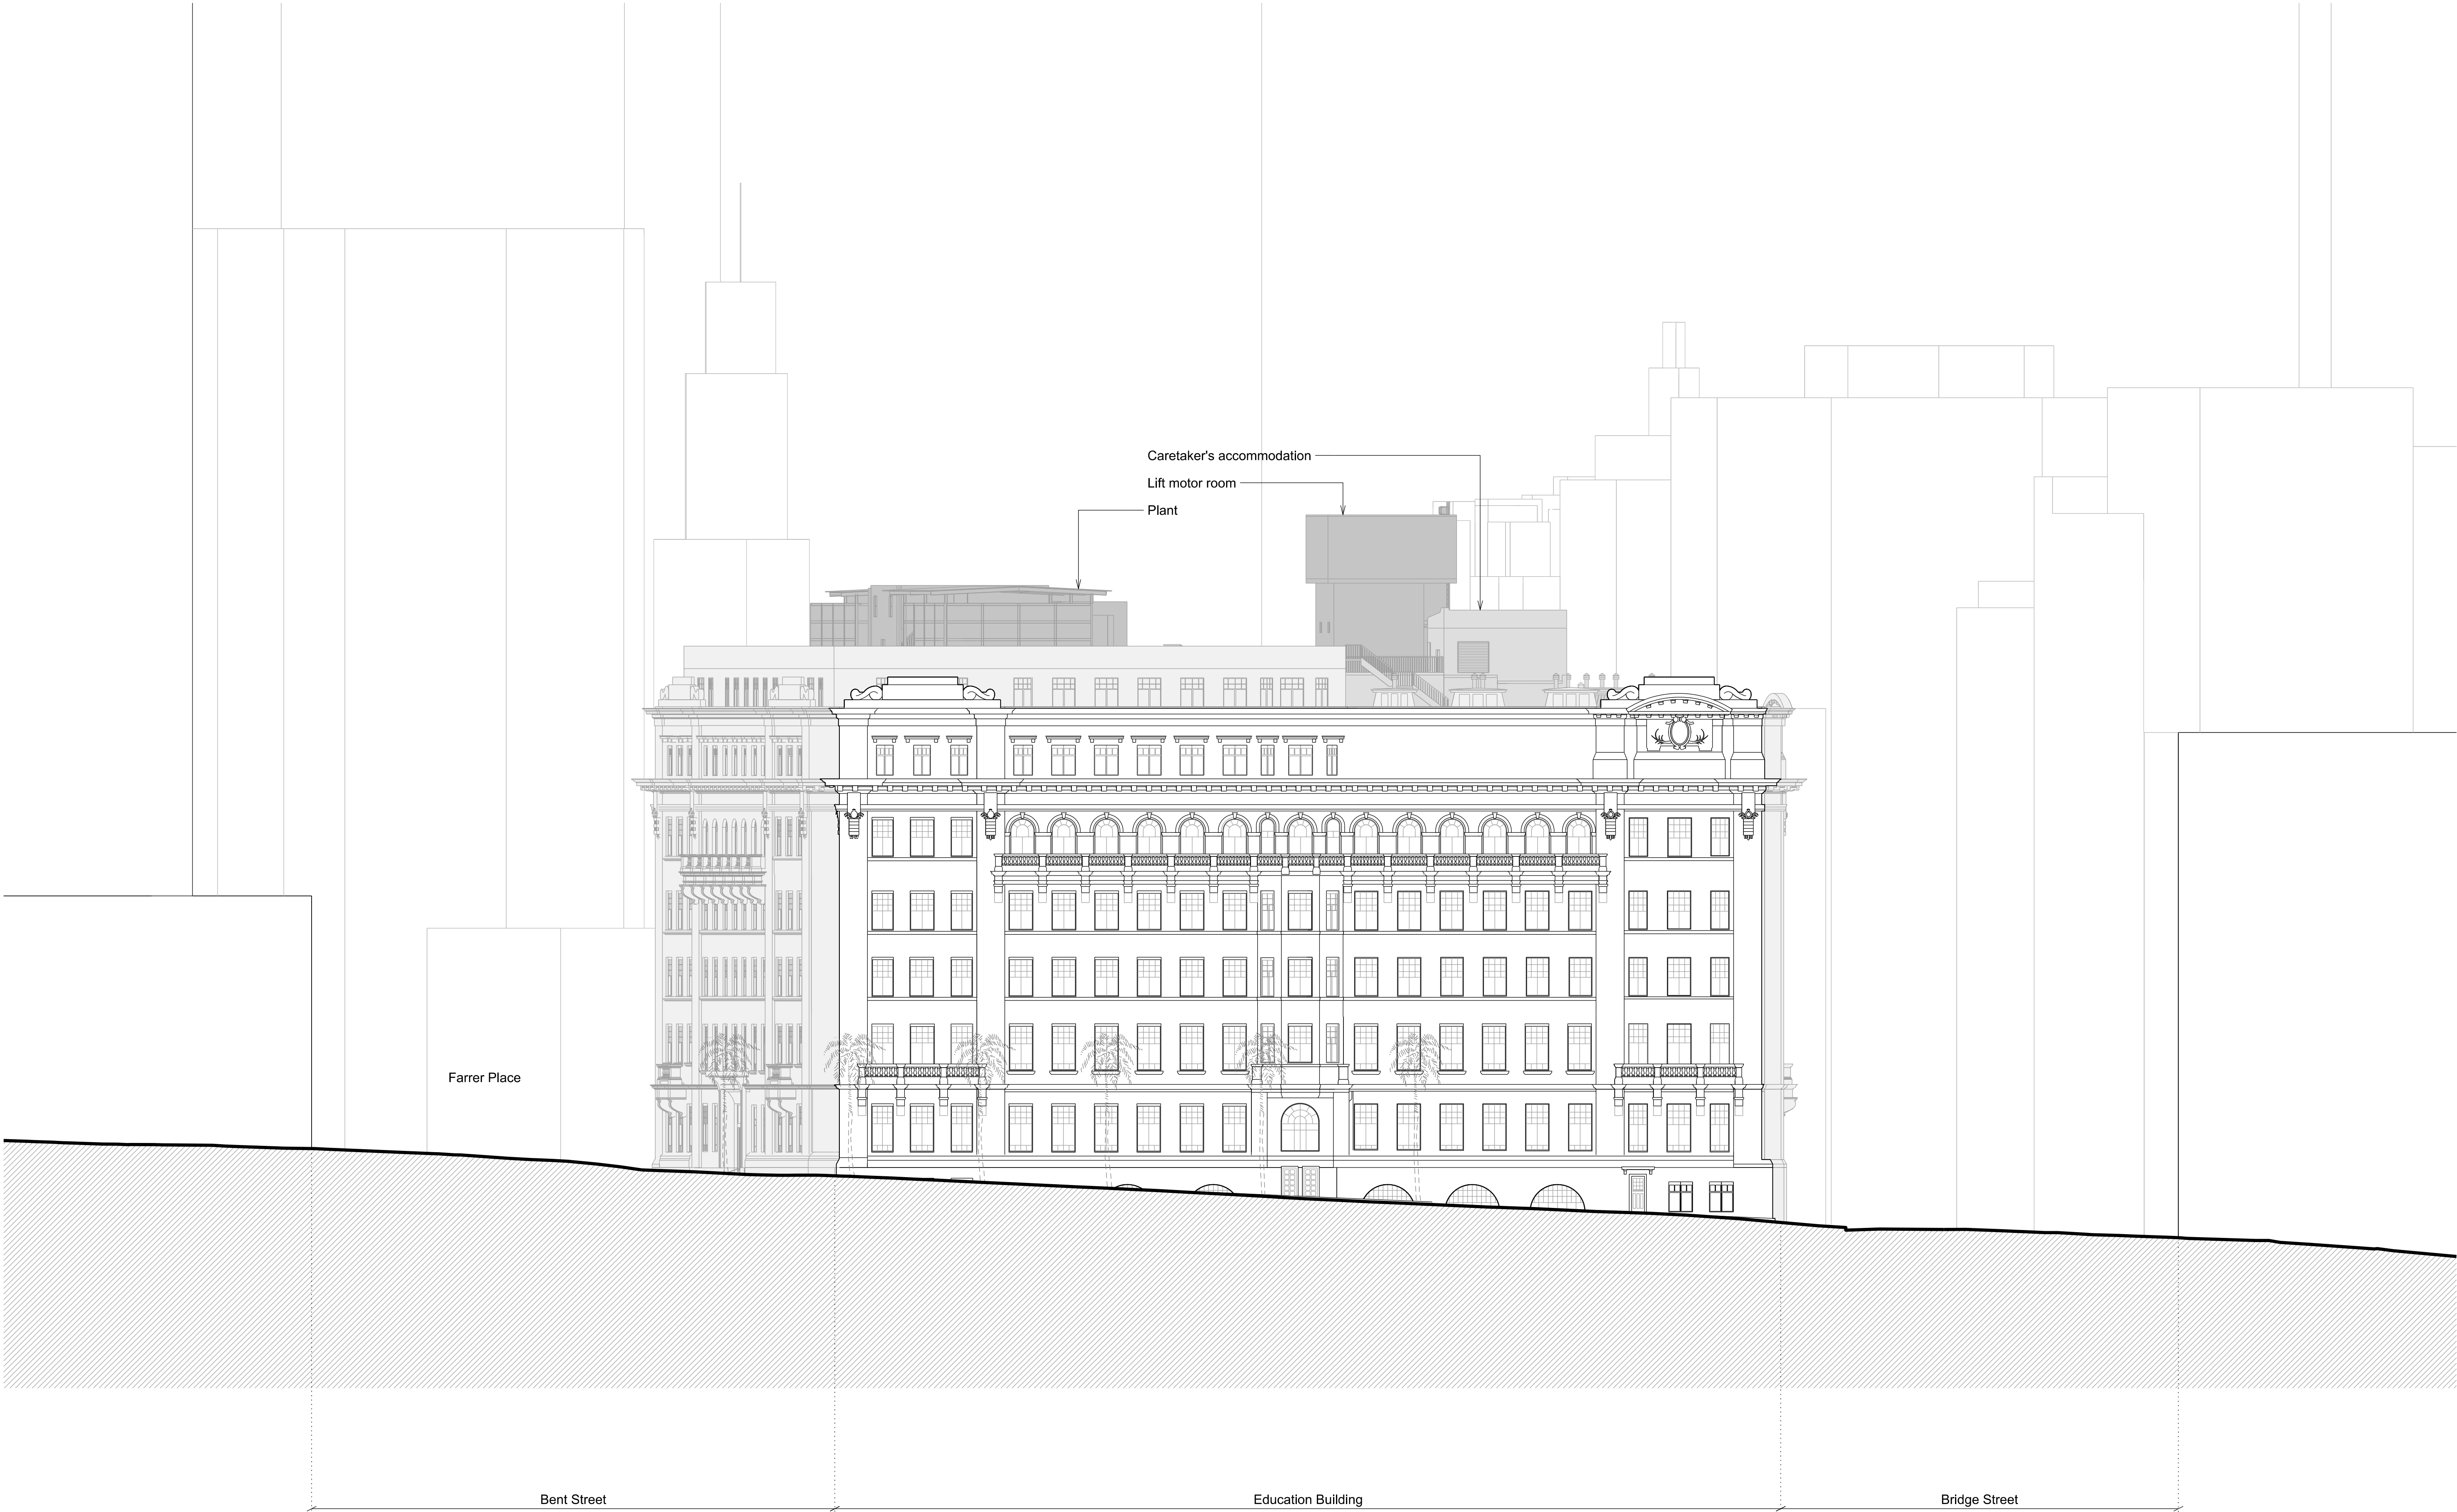 Caretaker's accommodation
Lift motor room
Plant
Farrer Place
Bent Street
Education Building
Bridge Street